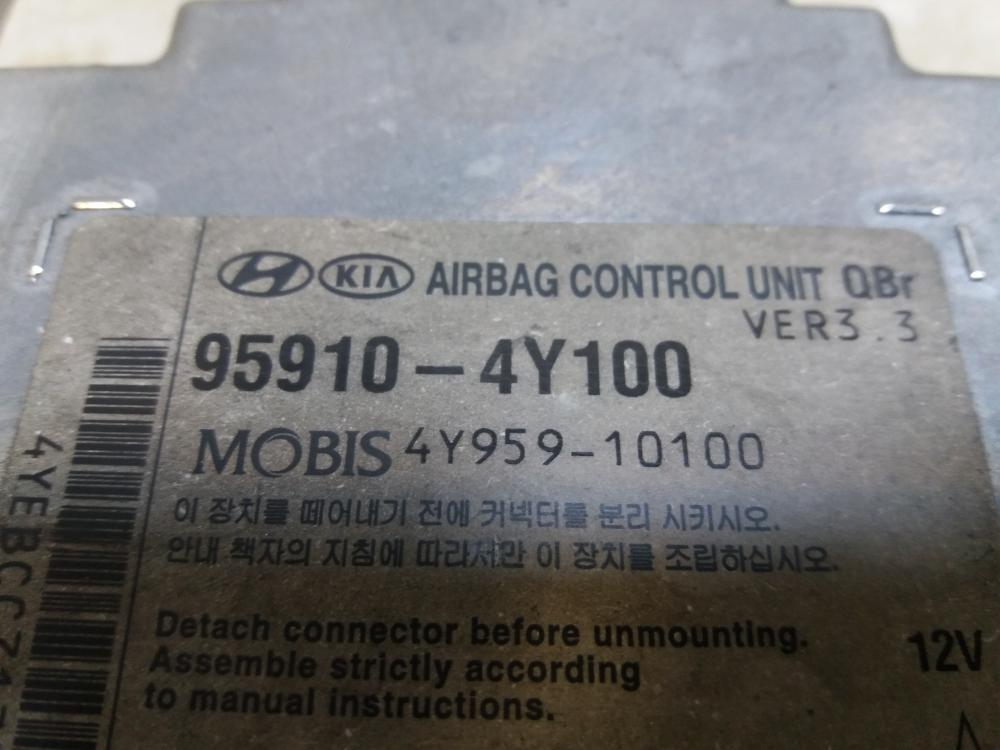 KIA AIRBAG CONTROL UNIT QBr
VER3.3
95910-4Y100
MOBIS 4Y959-10100
이 장치를 떼어내기 전에 커넥터를 분리 시키시오.
안내 책자의 지침에 따라서만 이 장치를 조립하십시오.
Detach connector before unmounting.
Assemble strictly according
to manual instructions.
12V